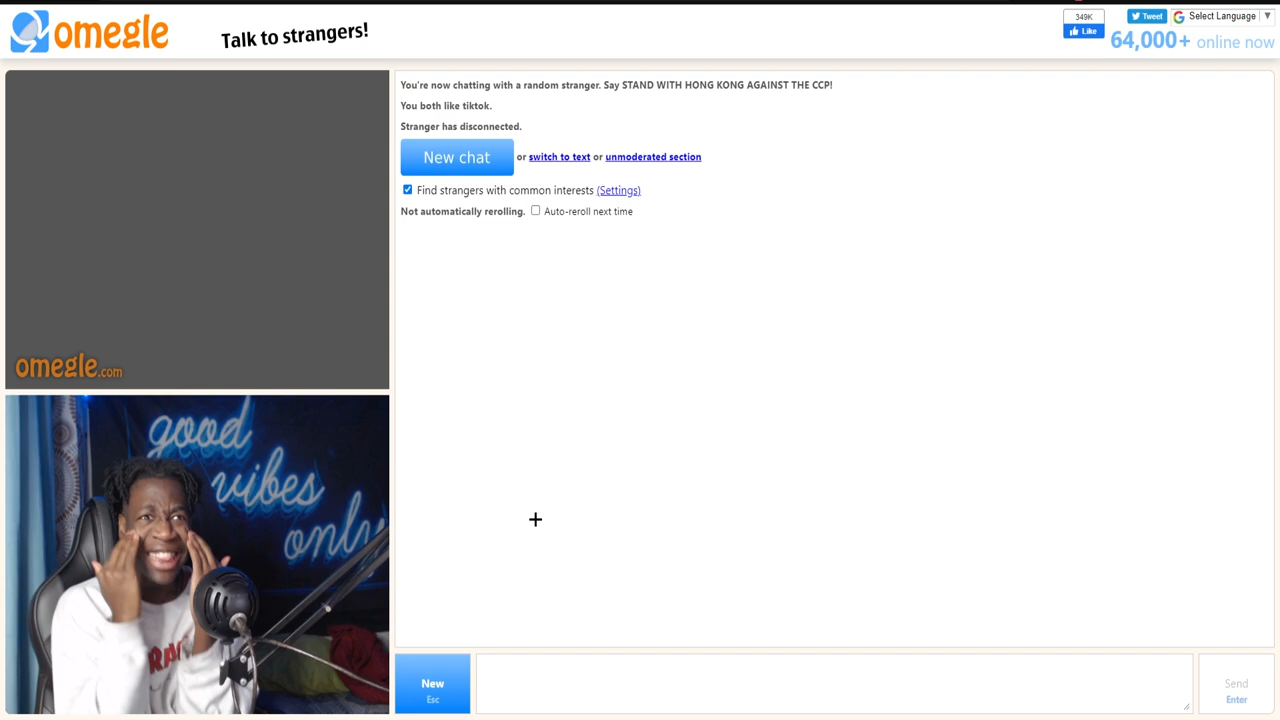 omegle
Talk to strangers!
349K
Like
Tweet
Select Language
64,000+ online now
You're now chatting with a random stranger. Say STAND WITH HONG KONG AGAINST THE CCP!
You both like tiktok.
Stranger has disconnected.
New chat or switch to text or unmoderated section
Find strangers with common interests (Settings)
Not automatically rerolling. Auto-reroll next time
omegle.com
good
vibes
only
New
Esc
Send
Enter